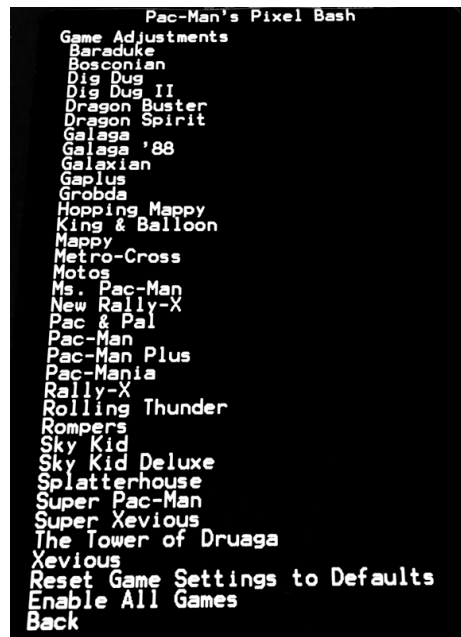 Pac-Man's Pixel Bash
Game Adjustments
Baraduke
Bosconian
Dig Dug
Dig Dug II
Dragon Buster
Dragon Spirit
Galaga
Galaga '88
Galaxian
Gaplus
Grobda
Hopping Mappy
King & Balloon
Mappy
Metro-Cross
Motos
Ms. Pac-Man
New Rally-X
Pac & Pal
Pac-Man
Pac-Man Plus
Pac-Mania
Rally-X
Rolling Thunder
Rompers
Sky Kid
Sky Kid Deluxe
Splatterhouse
Super Pac-Man
Super Xevious
The Tower of Druaga
Xevious
Reset Game Settings to Defaults
Enable All Games
Back